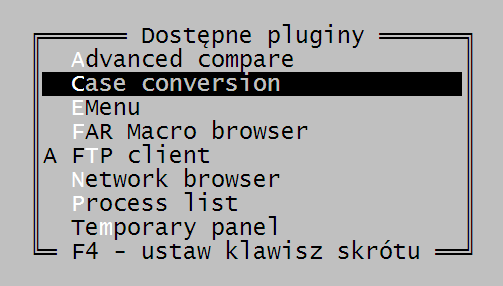 Dostępne pluginy
Advanced compare
Case conversion
EMenu
FAR Macro browser
A FTP client
Network browser
Process list
Temporary panel
F4 - ustaw klawisz skrótu